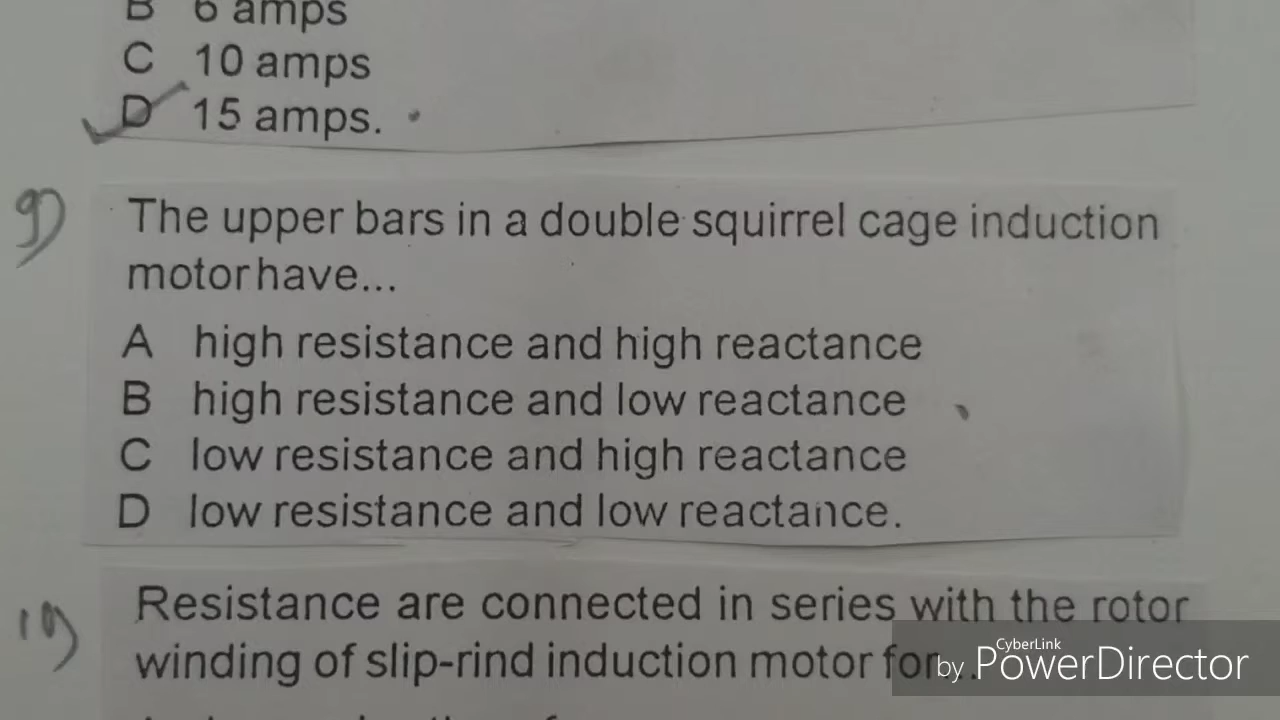 B 6 amps
C 10 amps
D 15 amps.
9) The upper bars in a double squirrel cage induction
motor have...
A high resistance and high reactance
B high resistance and low reactance
C low resistance and high reactance
D low resistance and low reactance.
10) Resistance are connected in series with the rotor
winding of slip-rind induction motor for...
CyberLink
by PowerDirector